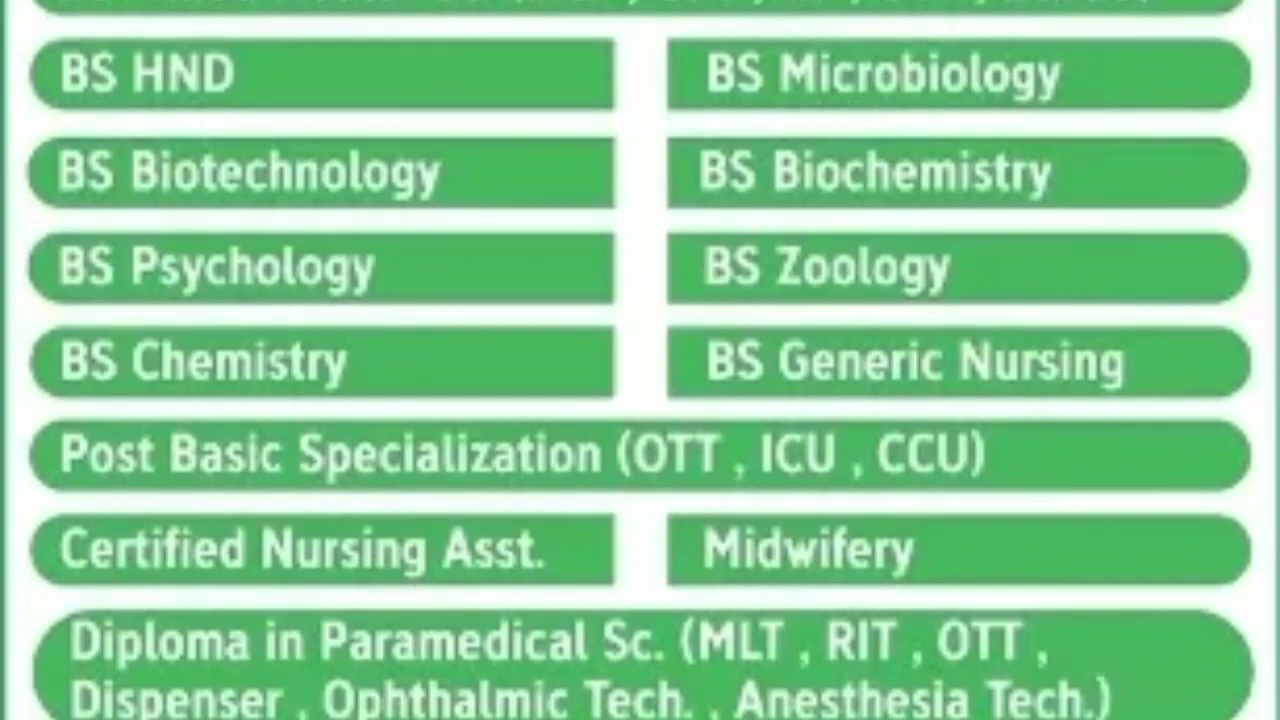 BS HND
BS Microbiology
BS Biotechnology
BS Biochemistry
BS Psychology
BS Zoology
BS Chemistry
BS Generic Nursing
Post Basic Specialization (OTT , ICU , CCU)
Certified Nursing Asst.
Midwifery
Diploma in Paramedical Sc. (MLT , RIT , OTT ,
Dispenser , Ophthalmic Tech. , Anesthesia Tech.)